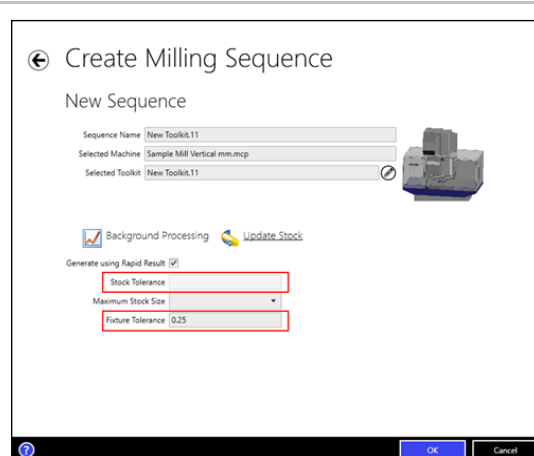 Create Milling Sequence
New Sequence
Sequence Name New Toolkit.11
Selected Machine Sample Mill Vertical mm.mcp
Selected Toolkit New Toolkit.11
Background Processing Update Stock
Generate using Rapid Result
Stock Tolerance
Maximum Stock Size
Fixture Tolerance 0.25
? OK Cancel